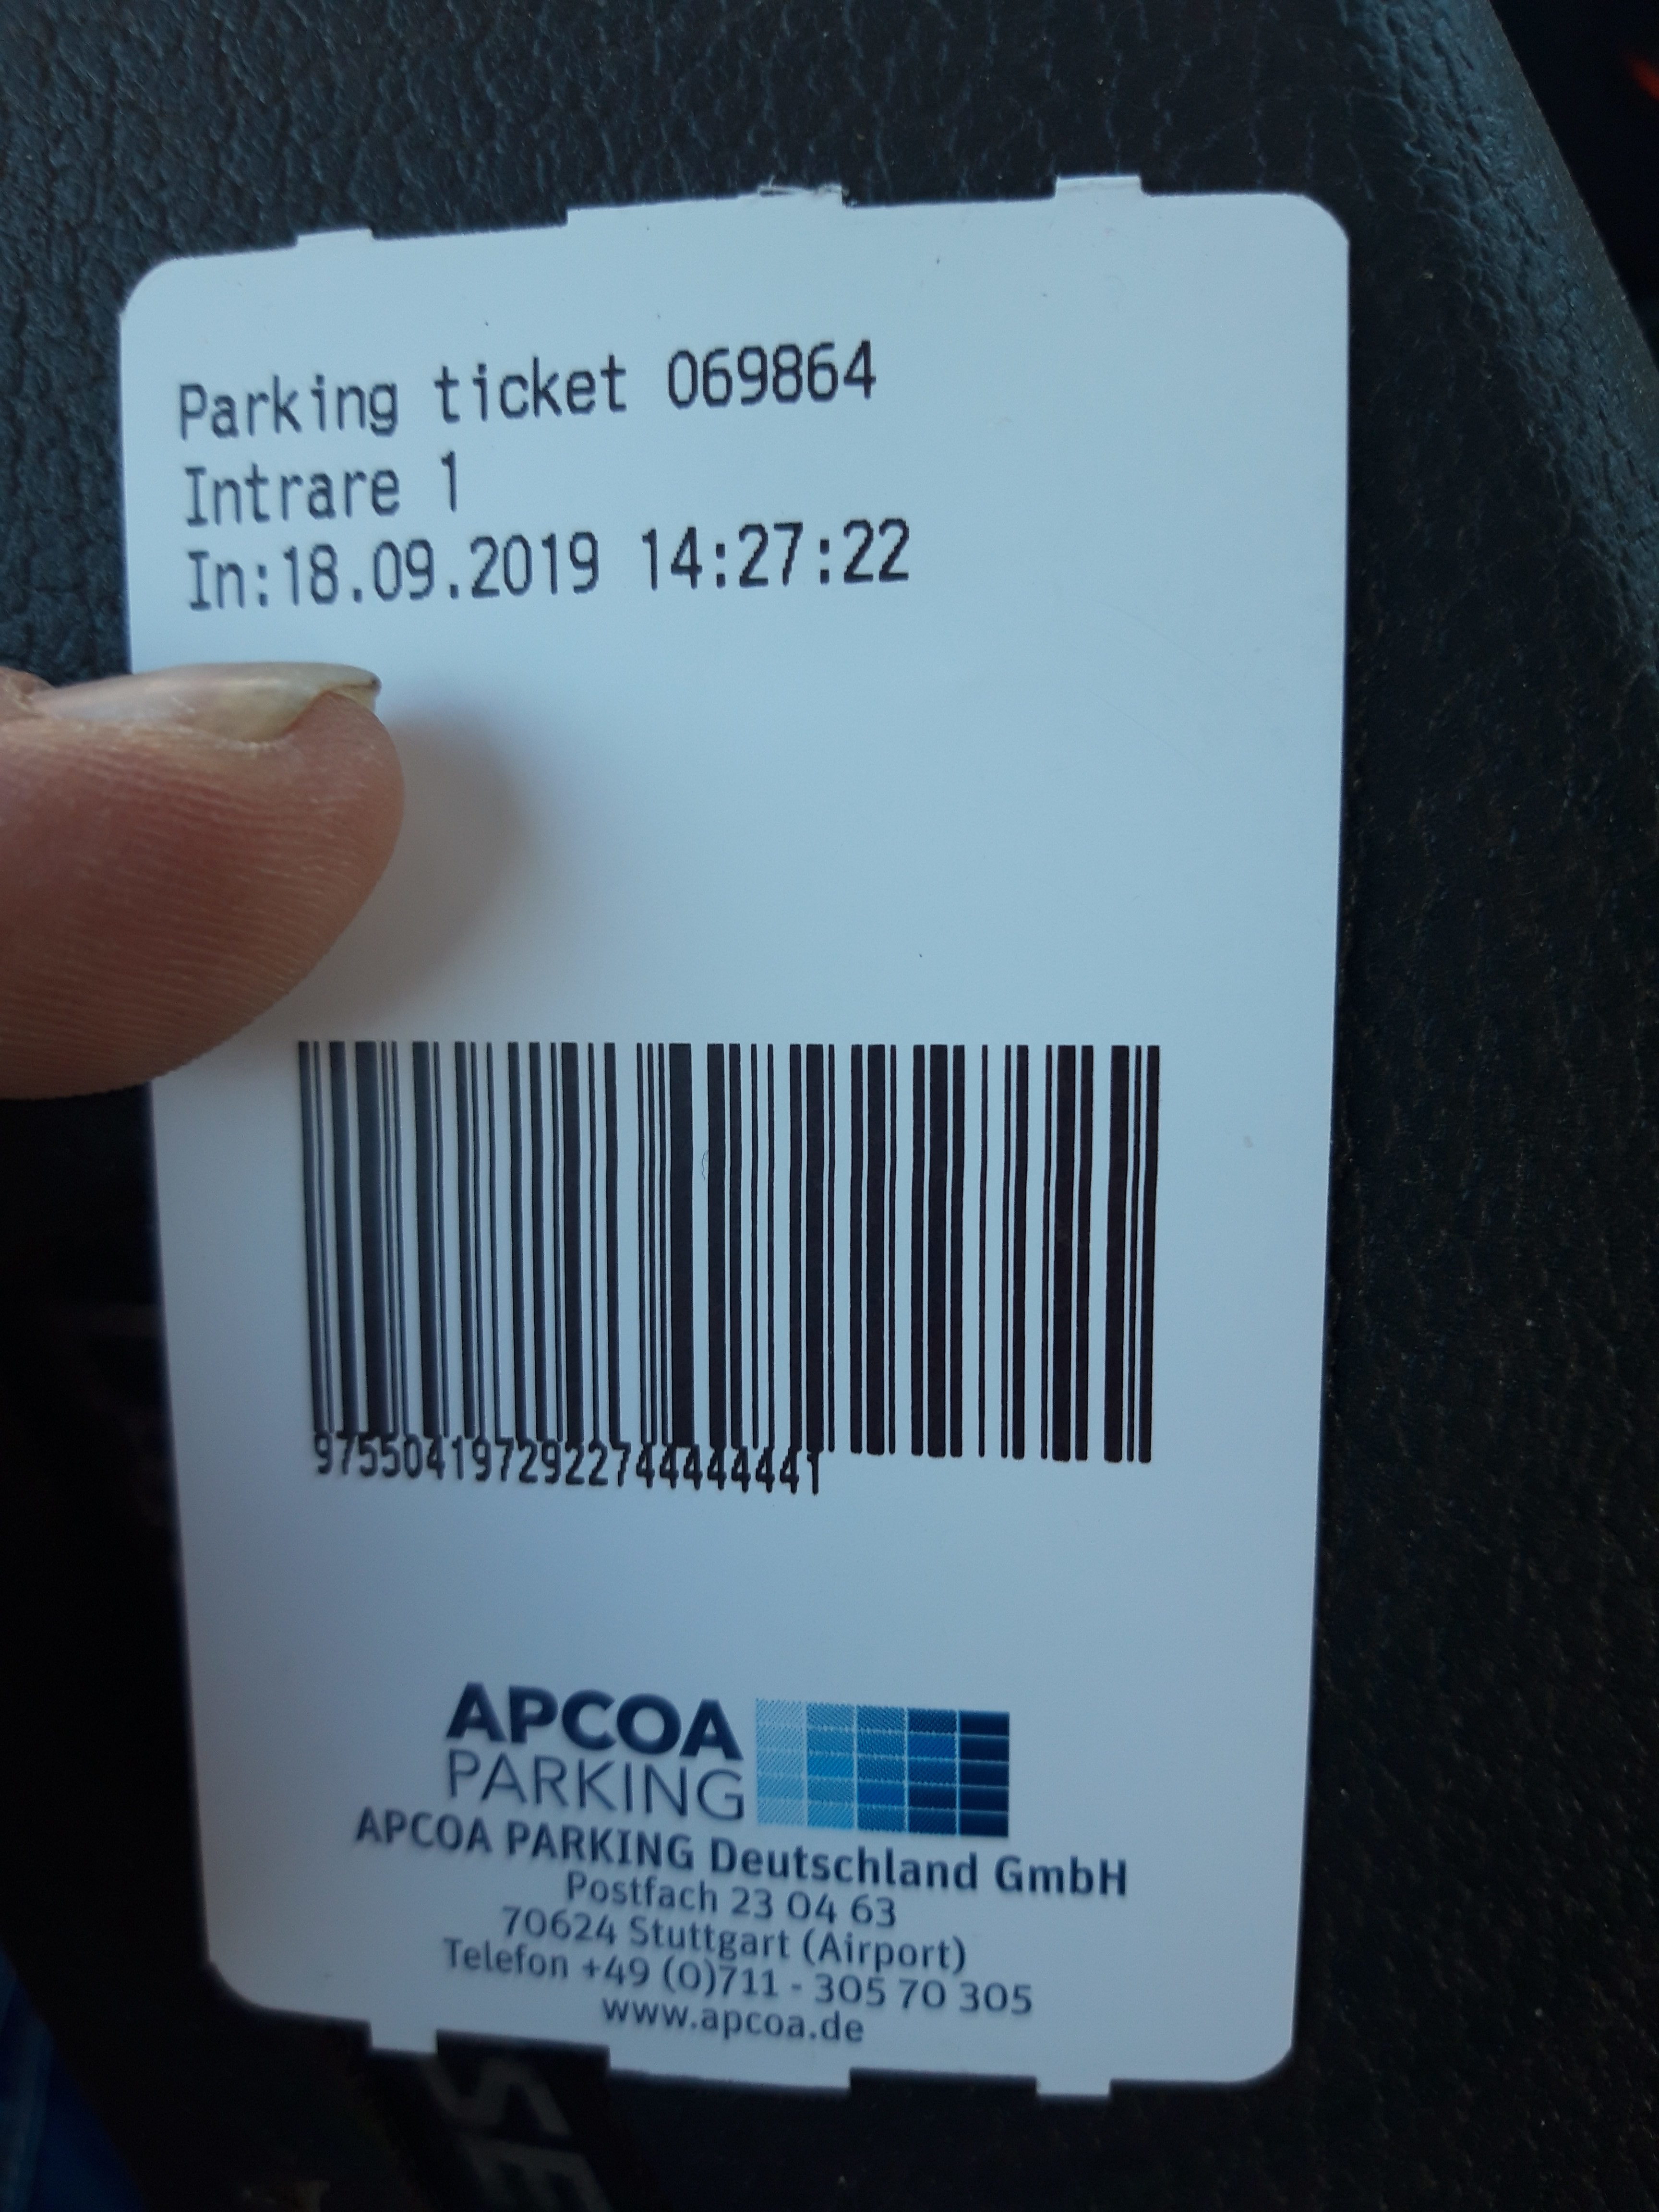 Parking ticket 069864
Intrare 1
In:18.09.2019 14:27:22
97550419729227444444441
APCOA
PARKING
APCOA PARKING Deutschland GmbH
Postfach 23 04 63
70624 Stuttgart (Airport)
Telefon +49 (0)711 - 305 70 305
www.apcoa.de